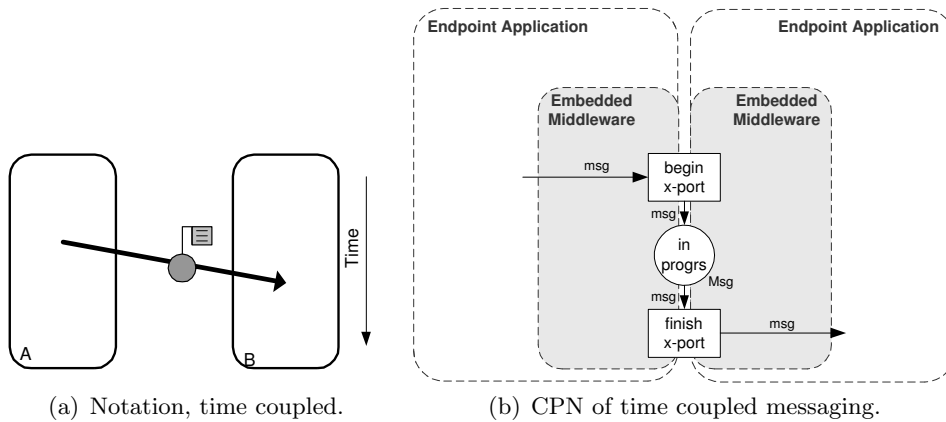 A
B
Time
(a) Notation, time coupled.
Endpoint Application
Endpoint Application
Embedded
Middleware
Embedded
Middleware
msg
begin
x-port
msg
in
progrs
Msg
msg
finish
x-port
msg
(b) CPN of time coupled messaging.